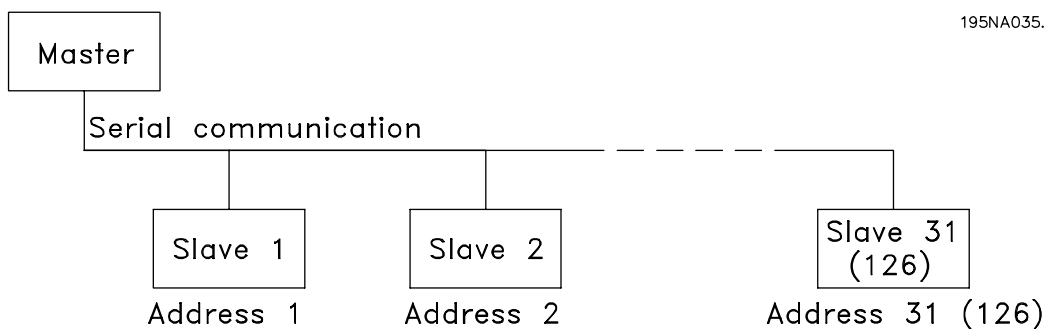 195NA035.
Master
Serial communication
Slave 1
Slave 2
Slave 31
(126)
Address 1
Address 2
Address 31 (126)